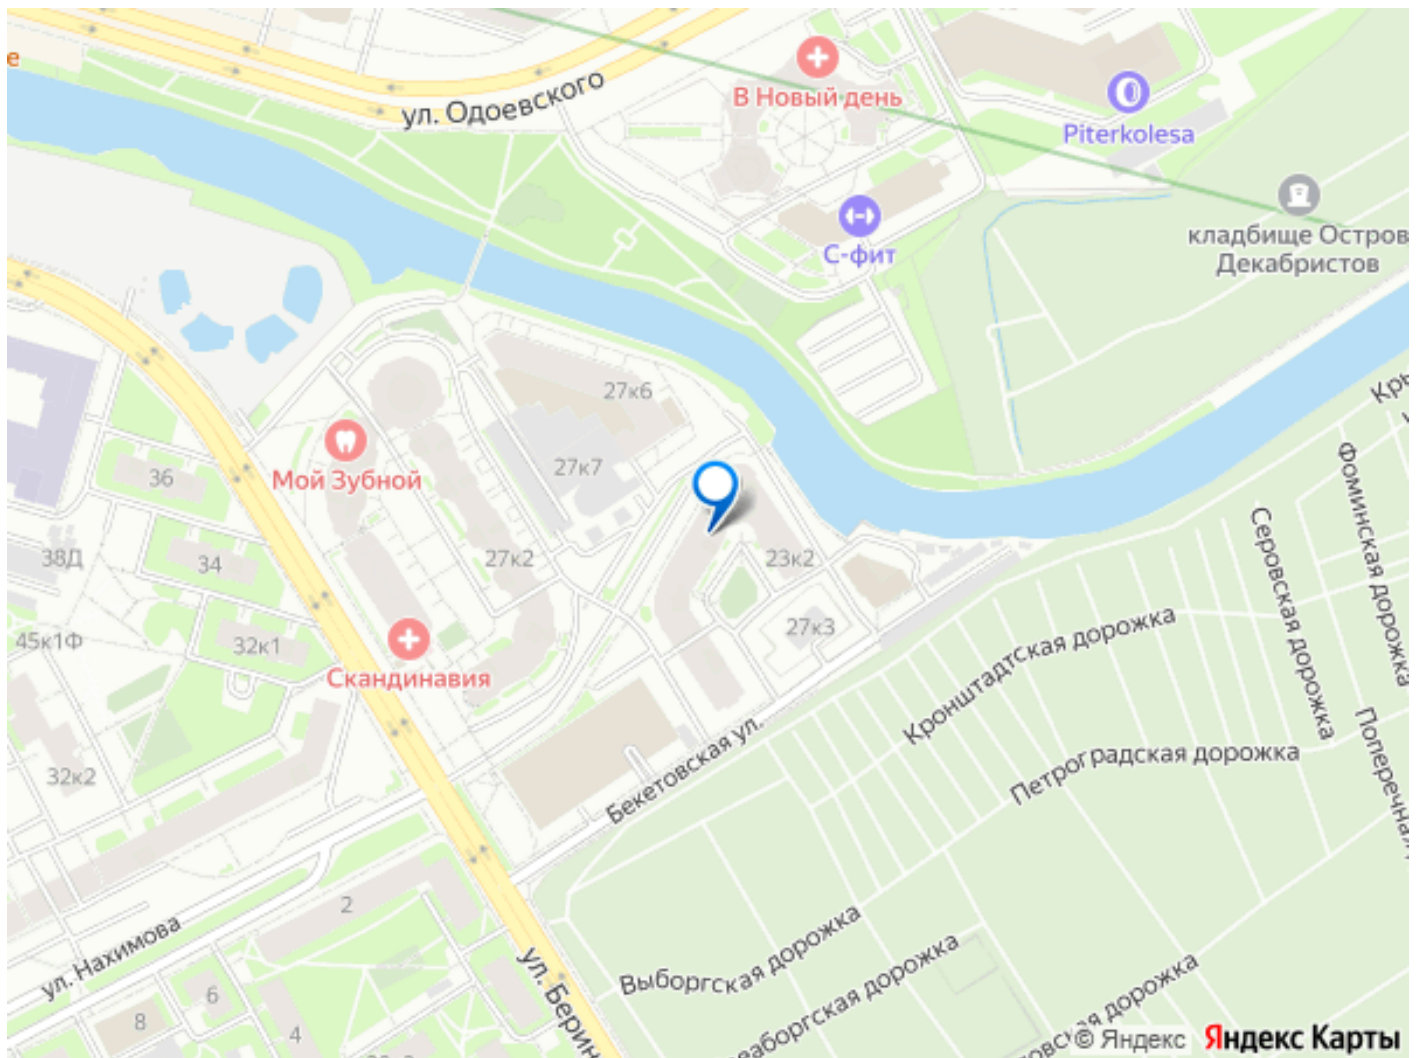 е
ул. Одоевского
В Новый день
Piterkolesa
кладбище Остров
Декабристов
С-фит
27к6
Мой Зубной
36
27к7
38Д
34
27к2
23к2
45к1Ф
32к1
27к3
Скандинавия
Фоминская дорожка
Серовская дорожка
Кронштадтская дорожка
Петроградская дорожка
Бекетовская ул.
32к2
2
ул. Нахимова
6
8
4
Выборгская дорожка
© Яндекс
Яндекс Карты